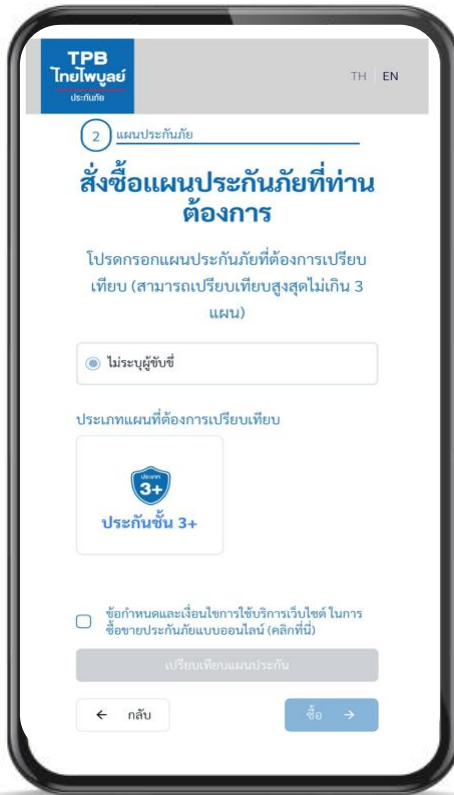 TPB
ไทยไพบูลย์
ประกันภัย
TH EN
2 แผนประกันภัย
สั่งซื้อแผนประกันภัยที่ท่าน
ต้องการ
โปรดกรอกแผนประกันภัยที่ต้องการเปรียบ
เทียบ (สามารถเปรียบเทียบสูงสุดไม่เกิน 3
แผน)
ไม่ระบุผู้ขับขี่
ประเภทแผนที่ต้องการเปรียบเทียบ
ประเภท
3+
ประกันชั้น 3+
ข้อกำหนดและเงื่อนไขการใช้บริการเว็บไซต์ ในการ
ซื้อขายประกันภัยแบบออนไลน์ (คลิกที่นี่)
เปรียบเทียบแผนประกัน
← กลับ
ซื้อ →